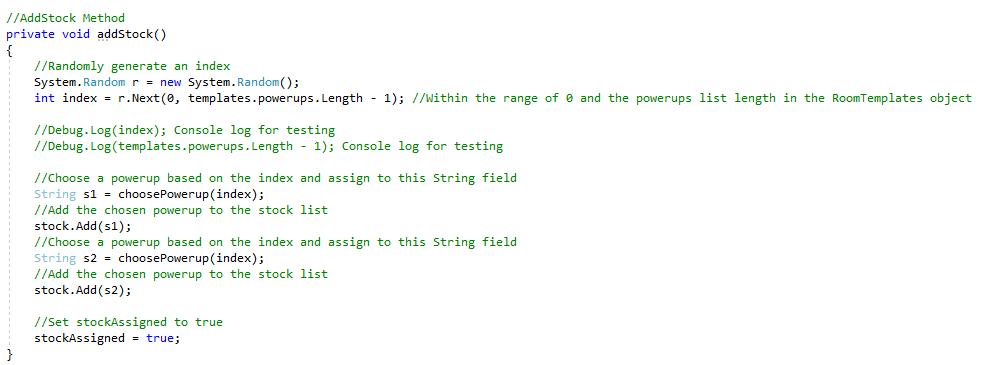 //AddStock Method
private void addStock()
{
//Randomly generate an index
System.Random r = new System.Random();
int index = r.Next(0, templates.powerups.Length - 1); //Within the range of 0 and the powerups list length in the RoomTemplates object
//Debug.Log(index); Console log for testing
//Debug.Log(templates.powerups.Length - 1); Console log for testing
//Choose a powerup based on the index and assign to this String field
String s1 = choosePowerup(index);
//Add the chosen powerup to the stock list
stock.Add(s1);
//Choose a powerup based on the index and assign to this String field
String s2 = choosePowerup(index);
//Add the chosen powerup to the stock list
stock.Add(s2);
//Set stockAssigned to true
stockAssigned = true;
}